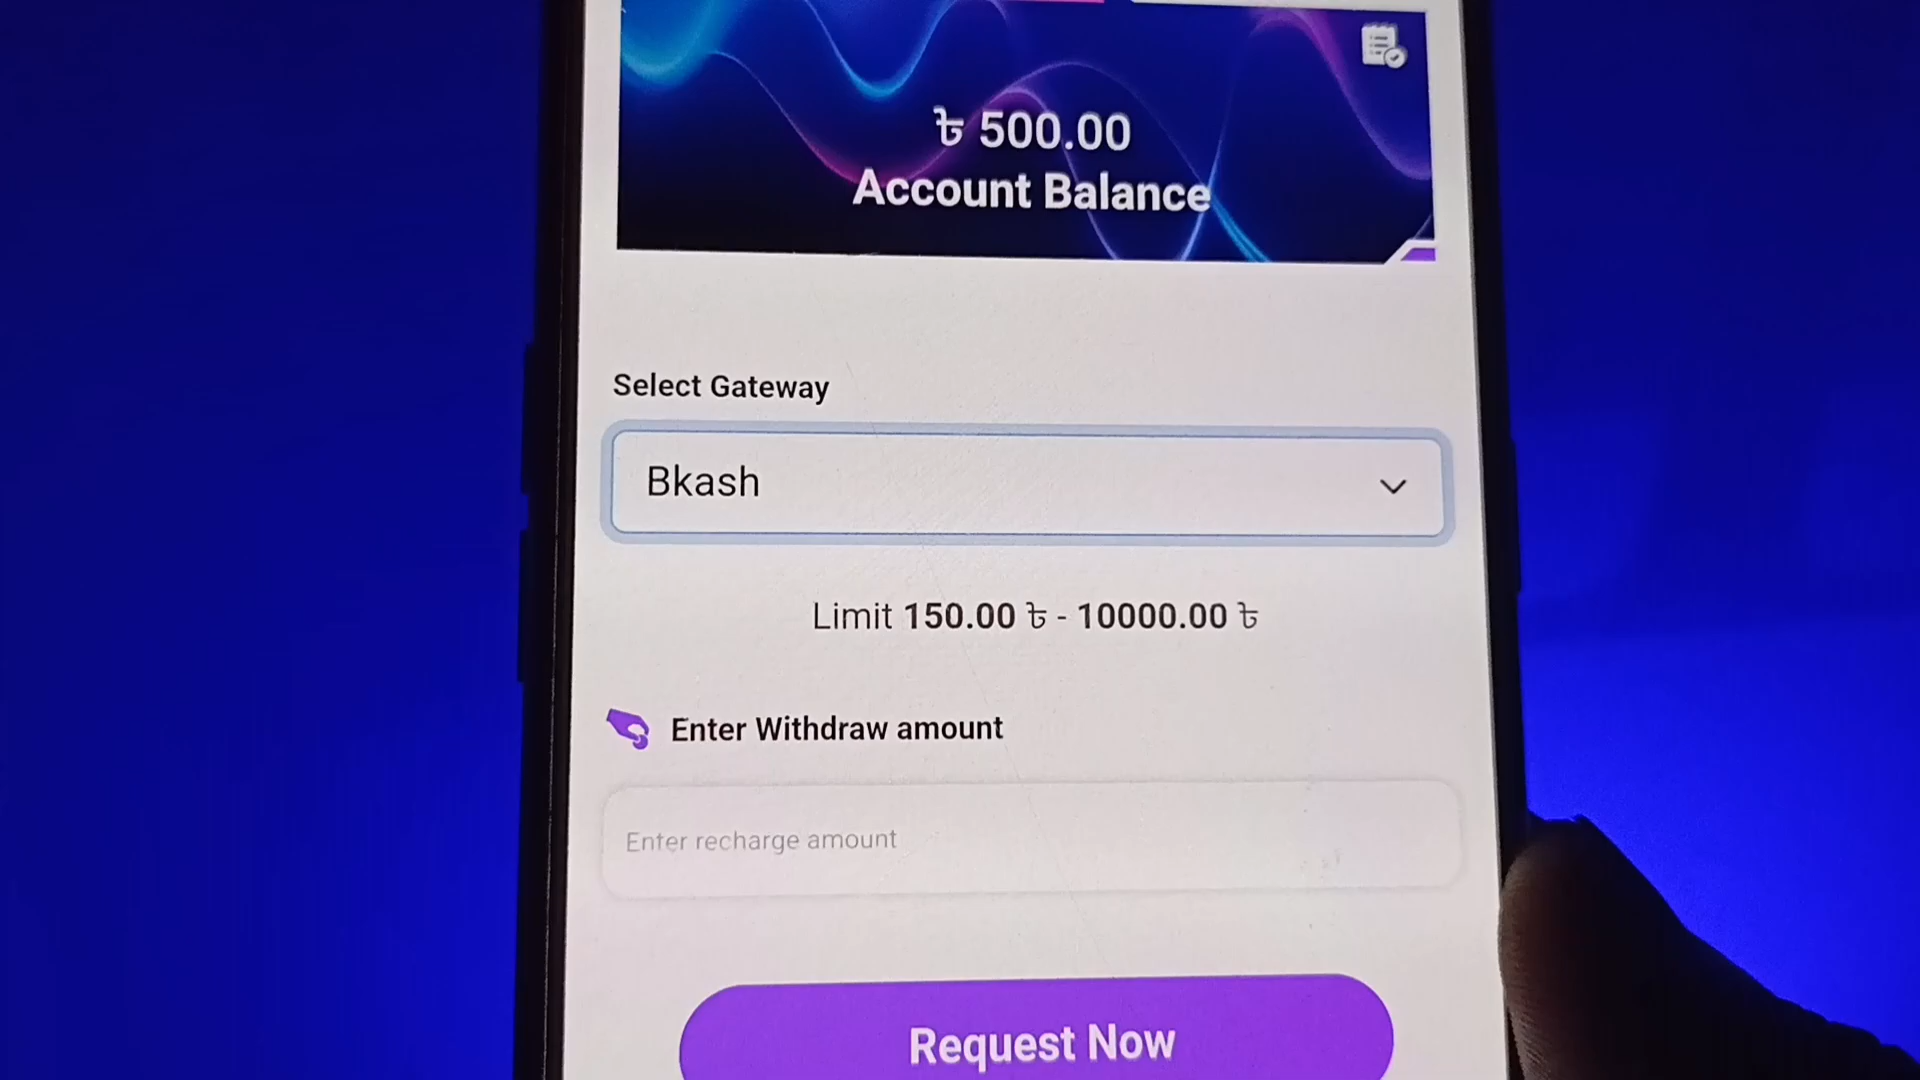 ৳ 500.00
Account Balance
Select Gateway
Bkash
Limit 150.00 ৳ - 10000.00 ৳
Enter Withdraw amount
Enter recharge amount
Request Now